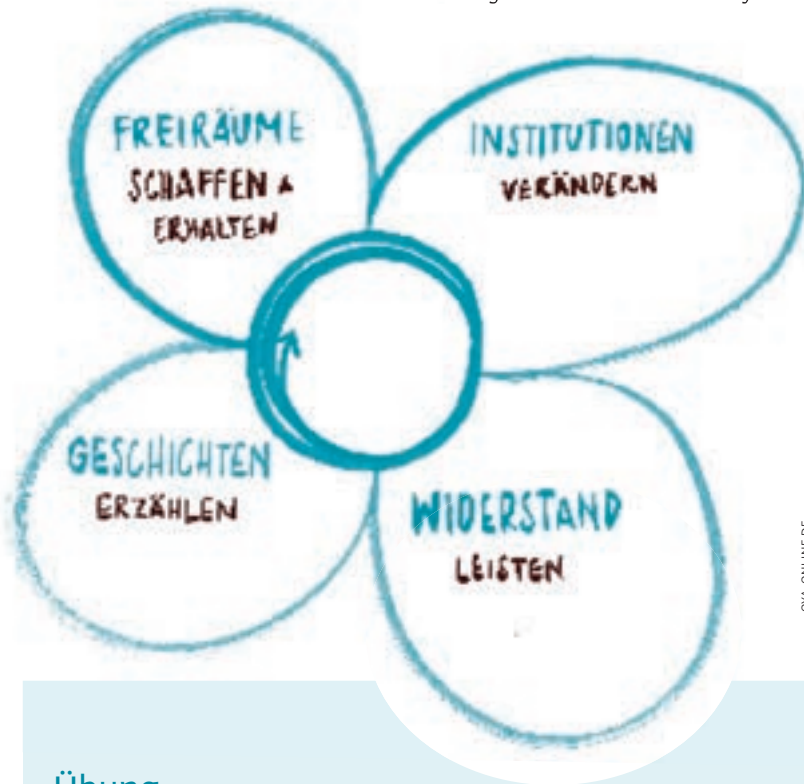 FREIRÄUME
SCHAFFEN &
ERHALTEN
INSTITUTIONEN
VERÄNDERN
GESCHICHTEN
ERZÄHLEN
WIDERSTAND
LEISTEN
Übung